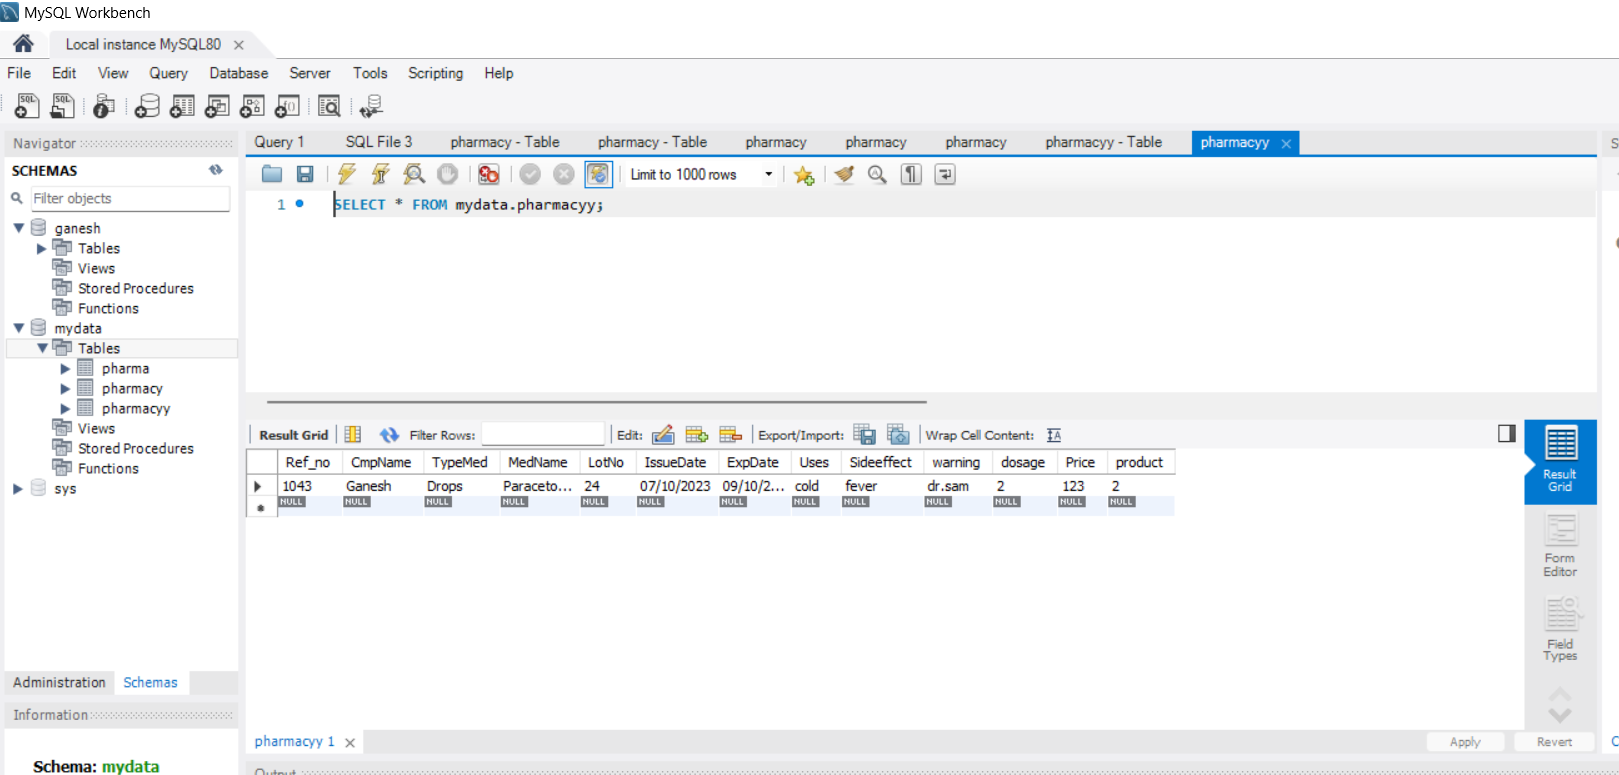 MySQL Workbench
Local instance MySQL80
File Edit View Query Database Server Tools Scripting Help
Navigator
SCHEMAS
Filter objects
ganesh
Tables
Views
Stored Procedures
Functions
mydata
Tables
pharma
pharmacy
pharmacyy
Views
Stored Procedures
Functions
sys
Administration Schemas
Information
Schema: mydata
Query 1 SQL File 3 pharmacy - Table pharmacy - Table pharmacy pharmacy pharmacy pharmacyy - Table pharmacyy
Limit to 1000 rows
1 SELECT * FROM mydata.pharmacyy;
Result Grid Filter Rows: Edit: Export/Import: Wrap Cell Content:
Ref_no CmpName TypeMed MedName LotNo IssueDate ExpDate Uses Sideeffect warning dosage Price product
1043 Ganesh Drops Paraceto... 24 07/10/2023 09/10/2... cold fever dr.sam 2 123 2
NULL NULL NULL NULL NULL NULL NULL NULL NULL NULL NULL NULL NULL
Result
Grid
Form
Editor
Field
Types
pharmacyy 1
Apply Revert
Output